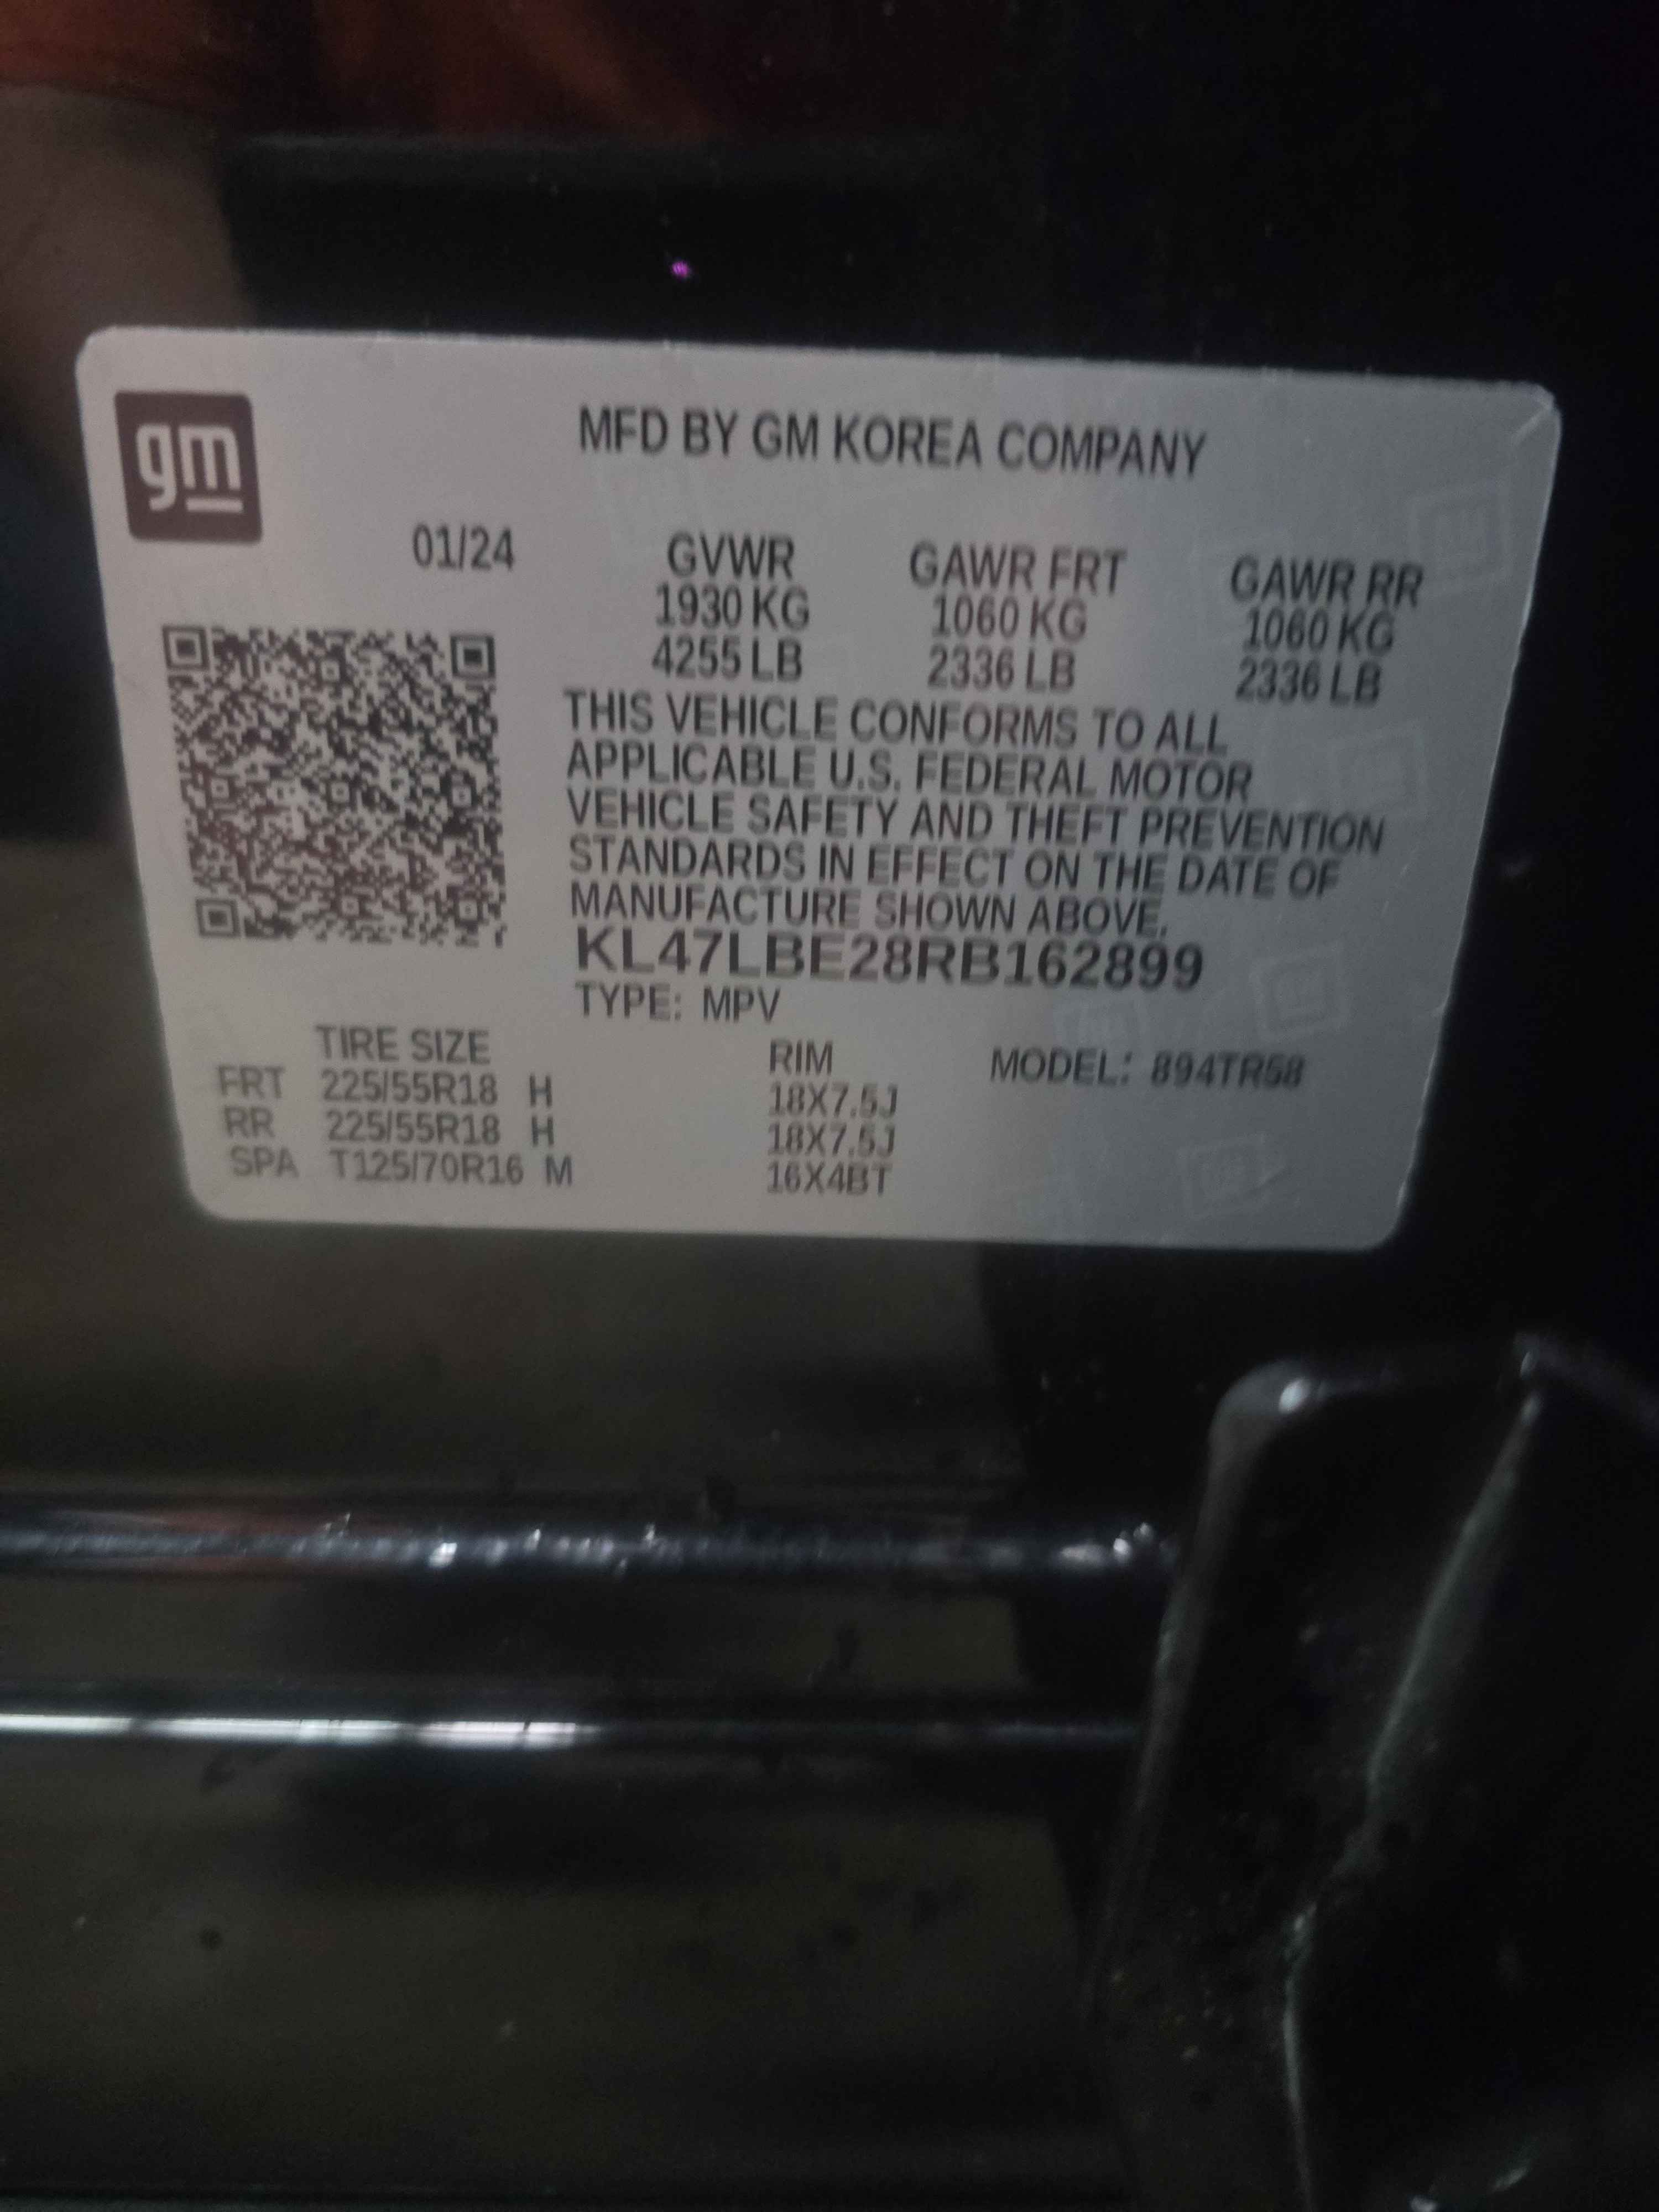 gm
MFD BY GM KOREA COMPANY
01/24 GVWR GAWR FRT GAWR RR
1930 KG 1060 KG 1060 KG
4255 LB 2336 LB 2336 LB
THIS VEHICLE CONFORMS TO ALL
APPLICABLE U.S. FEDERAL MOTOR
VEHICLE SAFETY AND THEFT PREVENTION
STANDARDS IN EFFECT ON THE DATE OF
MANUFACTURE SHOWN ABOVE.
KL47LBE28RB162899
TYPE: MPV
TIRE SIZE RIM MODEL: 894TR58
FRT 225/55R18 H 18X7.5J
RR 225/55R18 H 18X7.5J
SPA T125/70R16 M 16X4BT